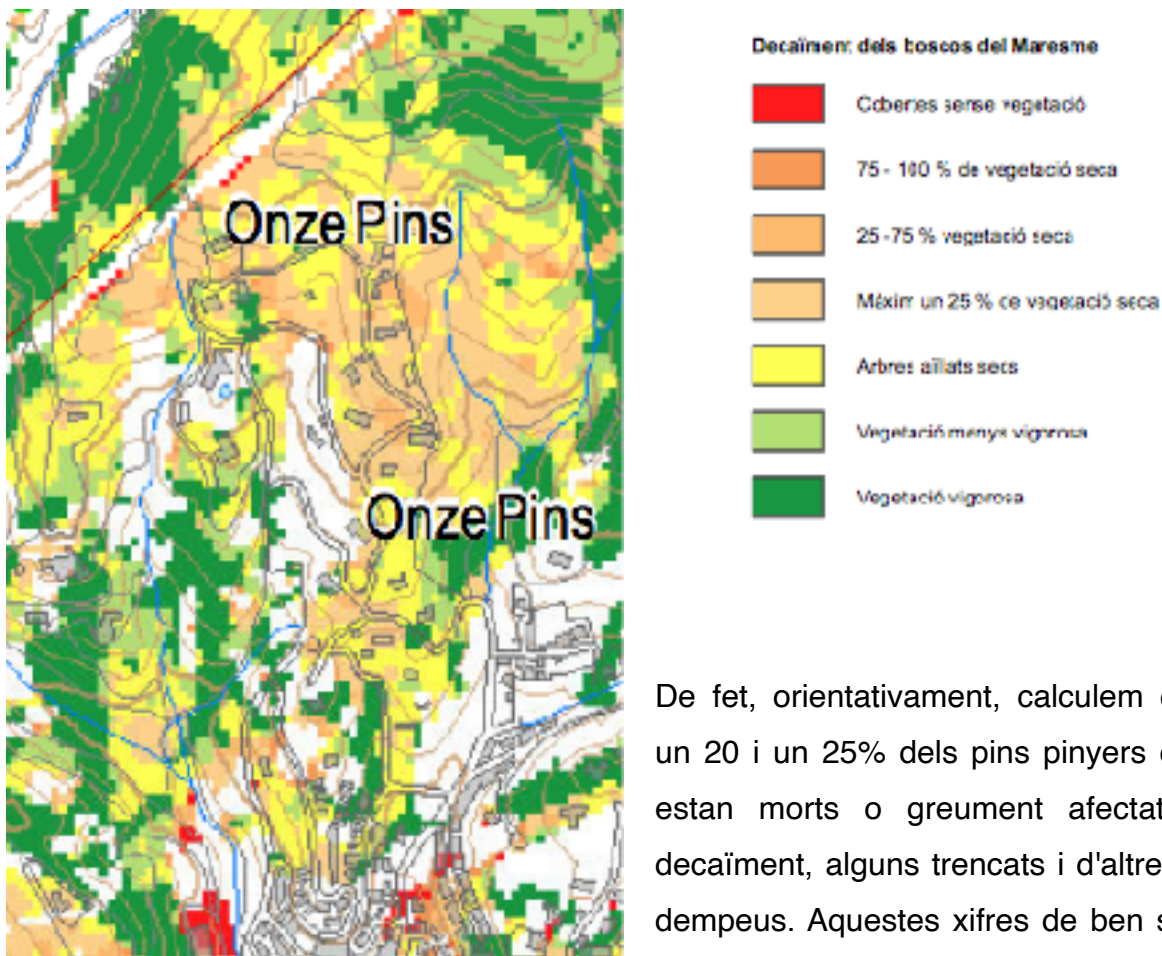 Decaïment dels boscos del Maresme
Cobertes sense vegetació
75 - 100 % de vegetació seca
25 -75 % vegetació seca
Màxim un 25 % de vegetació seca
Arbres aïllats secs
Vegetació menys vigorosa
Vegetació vigorosa
Onze Pins
Onze Pins
De fet, orientativament, calculem
un 20 i un 25% dels pins pinyers
estan morts o greument afectat
decaïment, alguns trencats i d'altre
dempeus. Aquestes xifres de ben